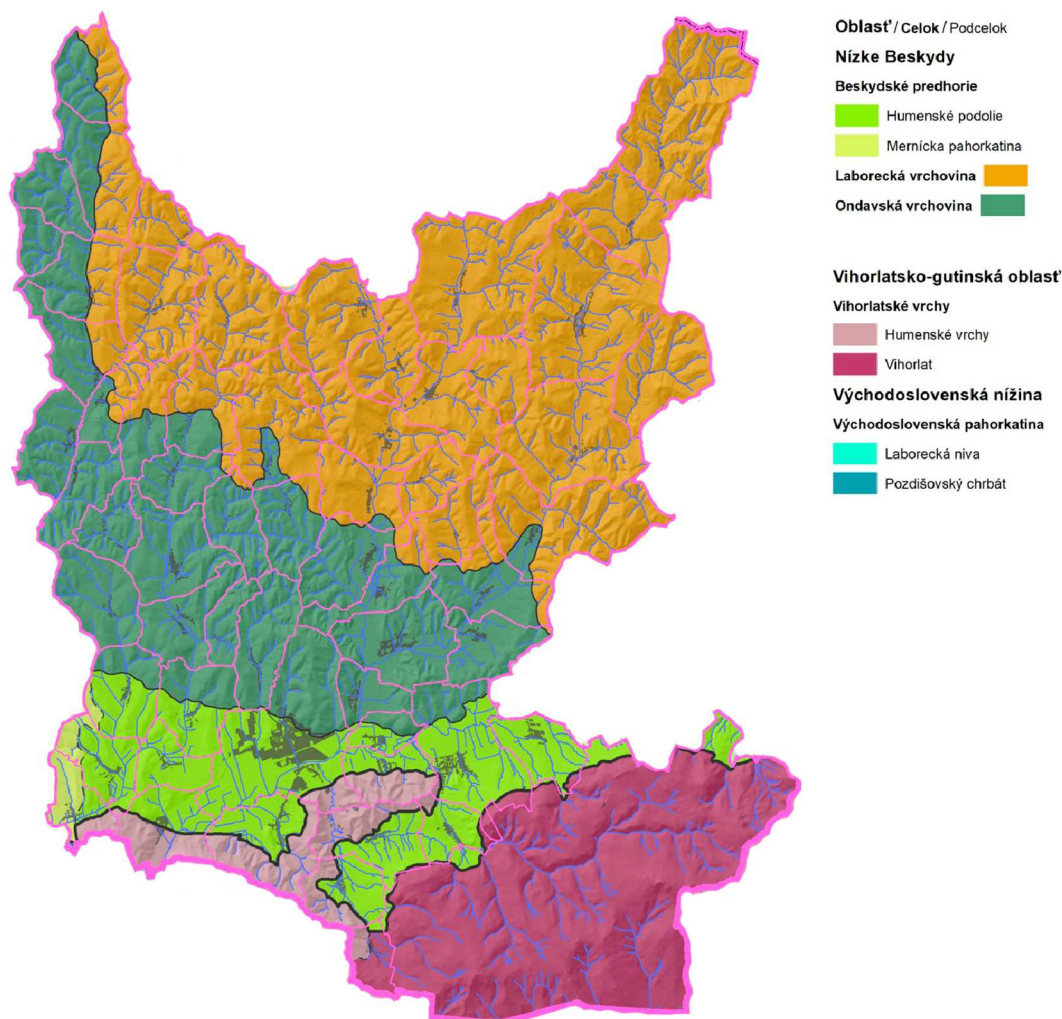 Oblasť / Celok / Podcelok
Nízke Beskydy
Beskydské predhorie
Humenské podolie
Mernícka pahorkatina
Laborecká vrchovina
Ondavská vrchovina
Vihorlatsko-gutinská oblasť
Vihorlatské vrchy
Humenské vrchy
Vihorlat
Východoslovenská nížina
Východoslovenská pahorkatina
Laborecká niva
Pozdišovský chrbát